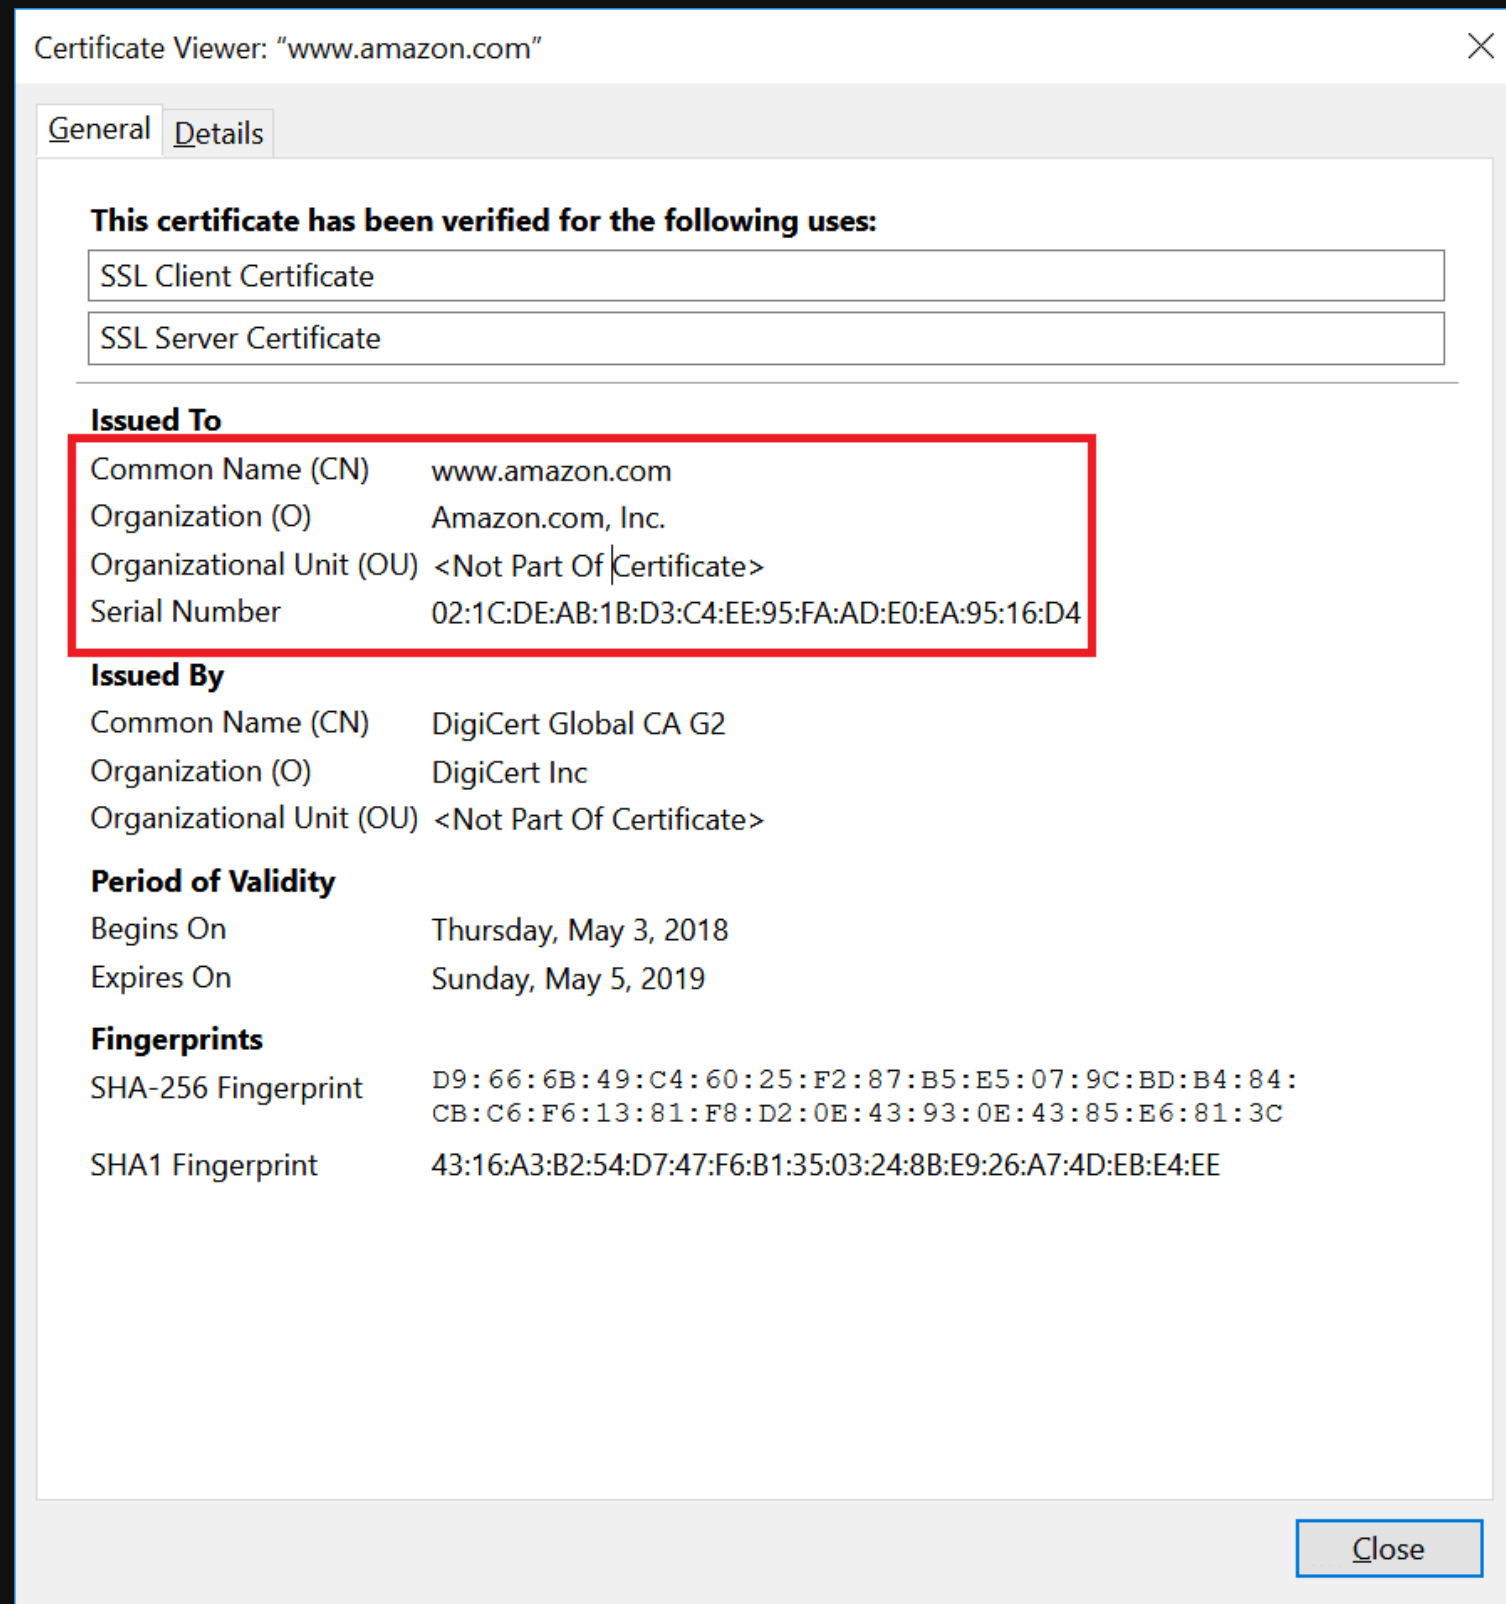 Certificate Viewer: “www.amazon.com”
General Details
This certificate has been verified for the following uses:
SSL Client Certificate
SSL Server Certificate
Issued To
Common Name (CN) www.amazon.com
Organization (O) Amazon.com, Inc.
Organizational Unit (OU) <Not Part Of Certificate>
Serial Number 02:1C:DE:AB:1B:D3:C4:EE:95:FA:AD:E0:EA:95:16:D4
Issued By
Common Name (CN) DigiCert Global CA G2
Organization (O) DigiCert Inc
Organizational Unit (OU) <Not Part Of Certificate>
Period of Validity
Begins On Thursday, May 3, 2018
Expires On Sunday, May 5, 2019
Fingerprints
SHA-256 Fingerprint D9:66:6B:49:C4:60:25:F2:87:B5:E5:07:9C:BD:B4:84:
CB:C6:F6:13:81:F8:D2:0E:43:93:0E:43:85:E6:81:3C
SHA1 Fingerprint 43:16:A3:B2:54:D7:47:F6:B1:35:03:24:8B:E9:26:A7:4D:EB:E4:EE
Close